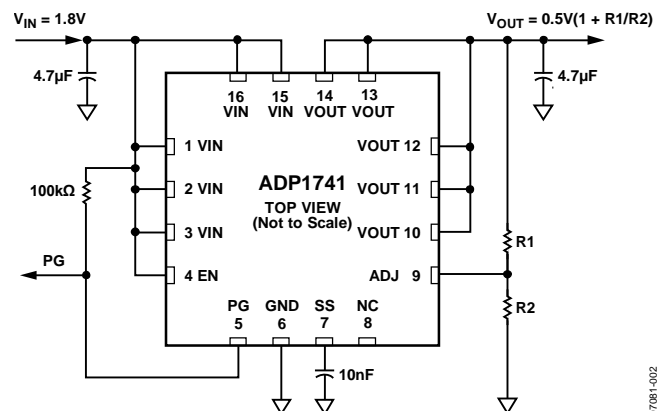 VIN = 1.8V
VOUT = 0.5V(1 + R1/R2)
4.7µF
4.7µF
16
VIN
15
VIN
14
VOUT
13
VOUT
1 VIN
2 VIN
3 VIN
4 EN
VOUT 12
VOUT 11
VOUT 10
ADJ 9
ADP1741
TOP VIEW
(Not to Scale)
100kΩ
PG
R1
R2
PG
5
GND
6
SS
7
NC
8
10nF
7081-002